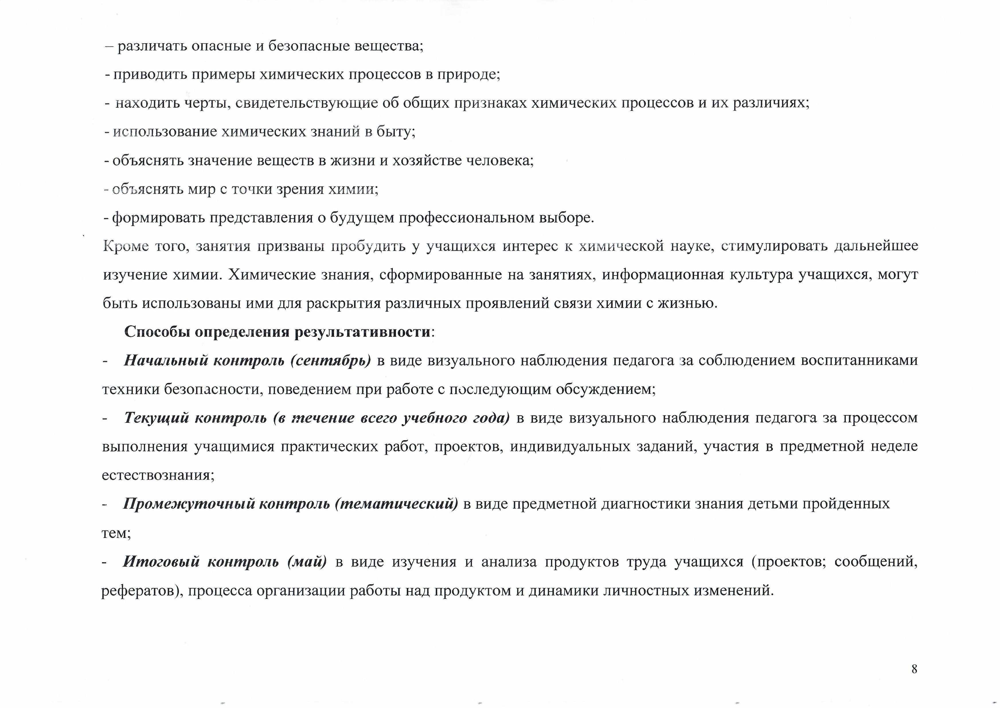 – различать опасные и безопасные вещества;
- приводить примеры химических процессов в природе;
- находить черты, свидетельствующие об общих признаках химических процессов и их различиях;
- использование химических знаний в быту;
- объяснять значение веществ в жизни и хозяйстве человека;
- объяснять мир с точки зрения химии;
- формировать представления о будущем профессиональном выборе.
Кроме того, занятия призваны пробудить у учащихся интерес к химической науке, стимулировать дальнейшее
изучение химии. Химические знания, сформированные на занятиях, информационная культура учащихся, могут
быть использованы ими для раскрытия различных проявлений связи химии с жизнью.
Способы определения результативности:
- Начальный контроль (сентябрь) в виде визуального наблюдения педагога за соблюдением воспитанниками
техники безопасности, поведением при работе с последующим обсуждением;
- Текущий контроль (в течение всего учебного года) в виде визуального наблюдения педагога за процессом
выполнения учащимися практических работ, проектов, индивидуальных заданий, участия в предметной неделе
естествознания;
- Промежуточный контроль (тематический) в виде предметной диагностики знания детьми пройденных
тем;
- Итоговый контроль (май) в виде изучения и анализа продуктов труда учащихся (проектов; сообщений,
рефератов), процесса организации работы над продуктом и динамики личностных изменений.
8